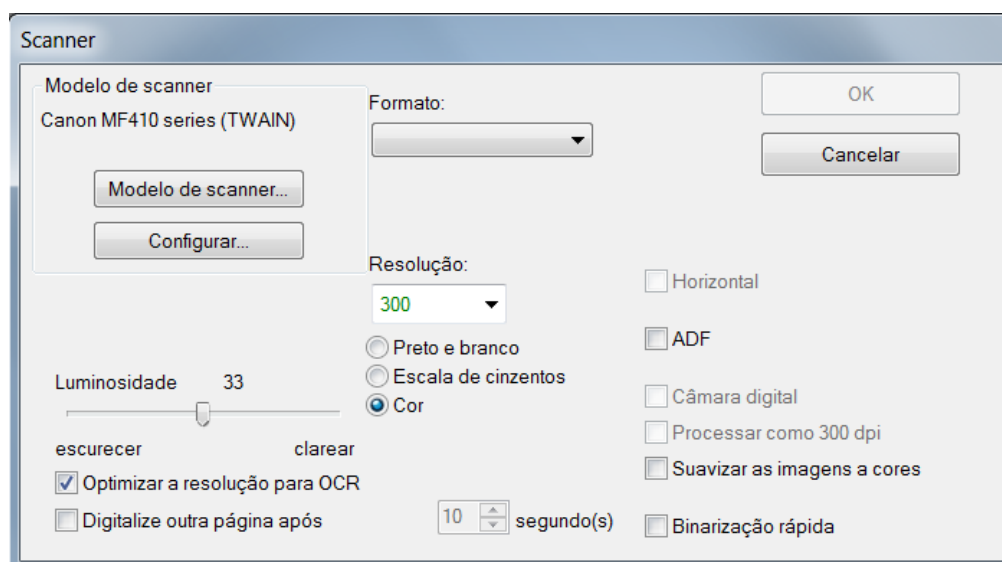 Scanner
Modelo de scanner
Canon MF410 series (TWAIN)
Modelo de scanner...
Configurar...
Formato:
OK
Cancelar
Resolução:
300
Preto e branco
Escala de cinzentos
Cor
Horizontal
ADF
Câmara digital
Processar como 300 dpi
Suavizar as imagens a cores
Binarização rápida
Luminosidade 33
escurecer clarear
Optimizar a resolução para OCR
Digitalize outra página após 10 segundo(s)